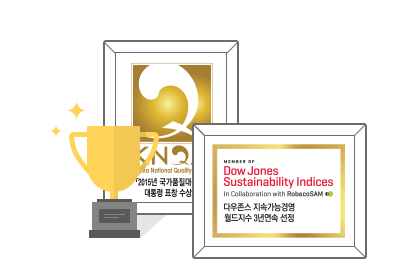 KNQ
ea National Quality
'2015년 국가품질대
대통령 표창 수상
MEMBER OF
Dow Jones
Sustainability Indices
In Collaboration with RobecoSAM
다우존스 지속가능경영
월드지수 3년연속 선정